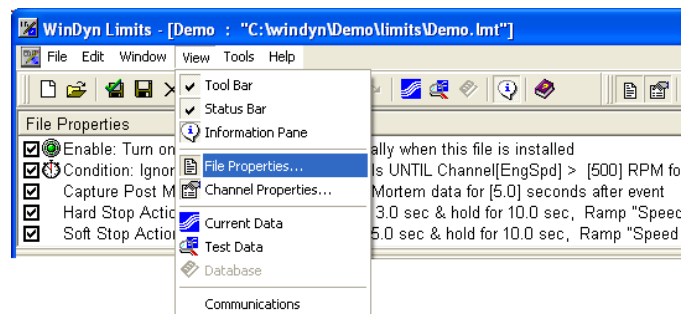 WinDyn Limits - [Demo : "C:\windyn\Demo\limits\Demo.lmt"]
File Edit Window View Tools Help
Tool Bar
Status Bar
Information Pane
File Properties...
Channel Properties...
Current Data
Test Data
Database
Communications
File Properties
Enable: Turn on ally when this file is installed
Condition: Ignor ls UNTIL Channel[EngSpd] > [500] RPM fo
Capture Post M Mortem data for [5.0] seconds after event
Hard Stop Actio 3.0 sec & hold for 10.0 sec, Ramp "Speed
Soft Stop Action 5.0 sec & hold for 10.0 sec, Ramp "Speed